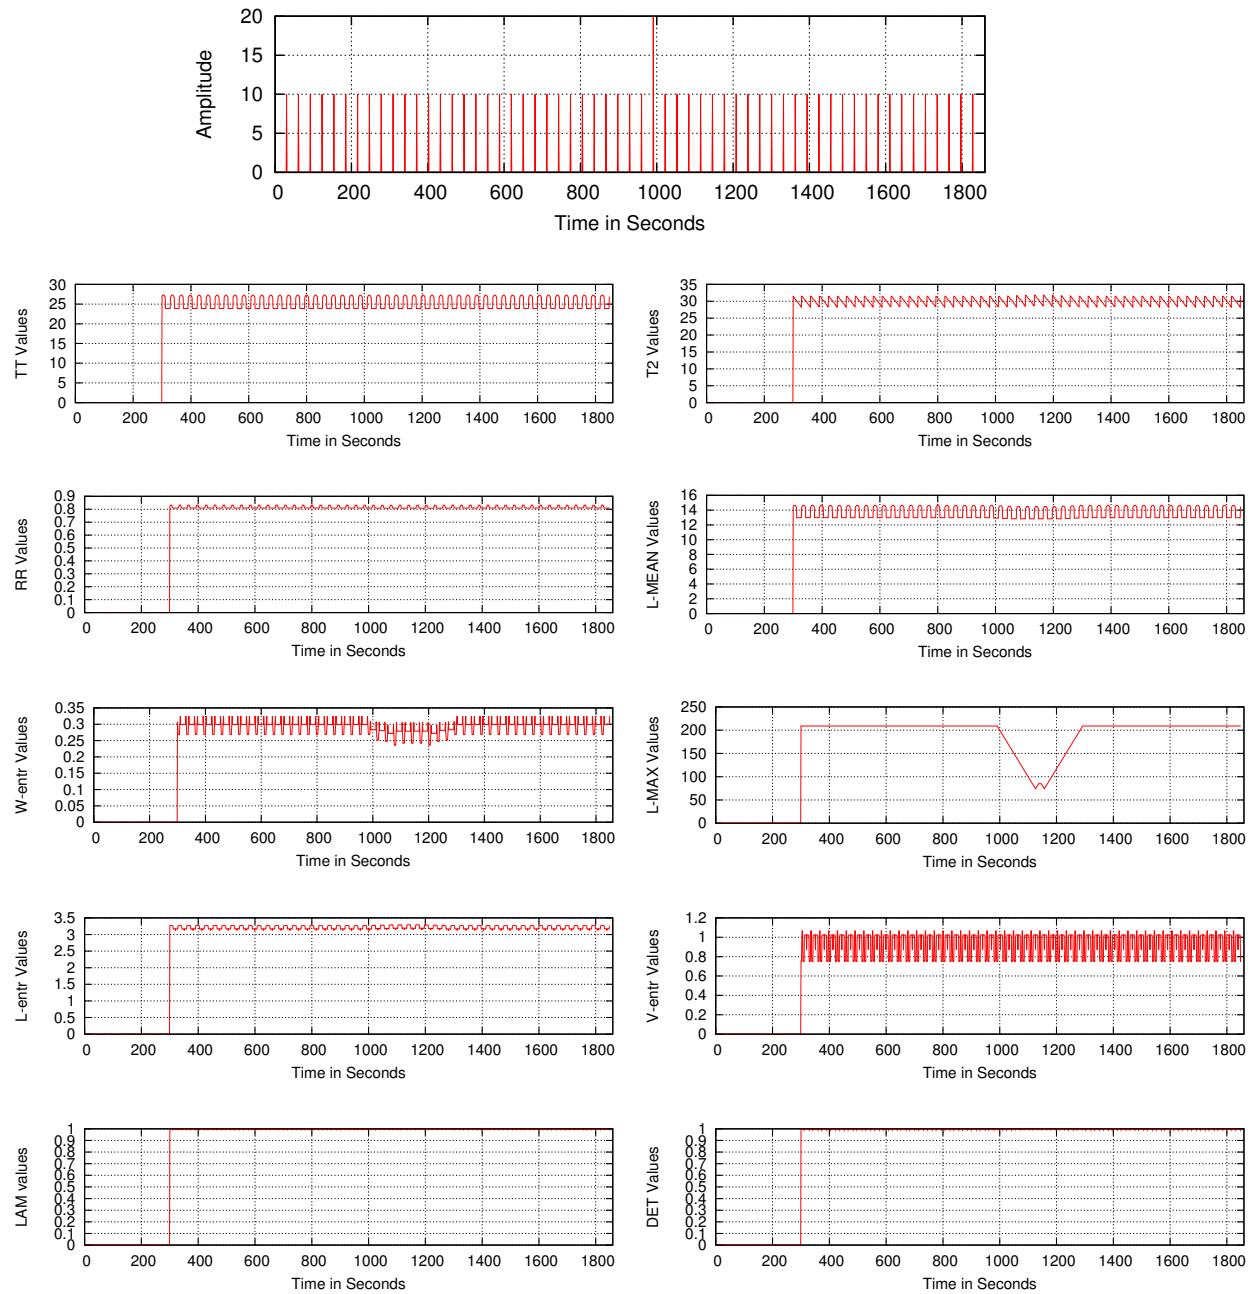 20
15
10
5
0
Amplitude
0 200 400 600 800 1000 1200 1400 1600 1800
Time in Seconds
30
25
20
15
10
5
0
TT Values
0 200 400 600 800 1000 1200 1400 1600 1800
Time in Seconds
35
30
25
20
15
10
5
0
T2 Values
0 200 400 600 800 1000 1200 1400 1600 1800
Time in Seconds
0.9
0.8
0.7
0.6
0.5
0.4
0.3
0.2
0.1
0
RR Values
0 200 400 600 800 1000 1200 1400 1600 1800
Time in Seconds
16
14
12
10
8
6
4
2
0
L-MEAN Values
0 200 400 600 800 1000 1200 1400 1600 1800
Time in Seconds
0.35
0.3
0.25
0.2
0.15
0.1
0.05
0
W-entr Values
0 200 400 600 800 1000 1200 1400 1600 1800
Time in Seconds
250
200
150
100
50
0
L-MAX Values
0 200 400 600 800 1000 1200 1400 1600 1800
Time in Seconds
3.5
3
2.5
2
1.5
1
0.5
0
L-entr Values
0 200 400 600 800 1000 1200 1400 1600 1800
Time in Seconds
1.2
1
0.8
0.6
0.4
0.2
0
V-entr Values
0 200 400 600 800 1000 1200 1400 1600 1800
Time in Seconds
1
0.9
0.8
0.7
0.6
0.5
0.4
0.3
0.2
0.1
0
LAM values
0 200 400 600 800 1000 1200 1400 1600 1800
Time in Seconds
1
0.9
0.8
0.7
0.6
0.5
0.4
0.3
0.2
0.1
0
DET Values
0 200 400 600 800 1000 1200 1400 1600 1800
Time in Seconds